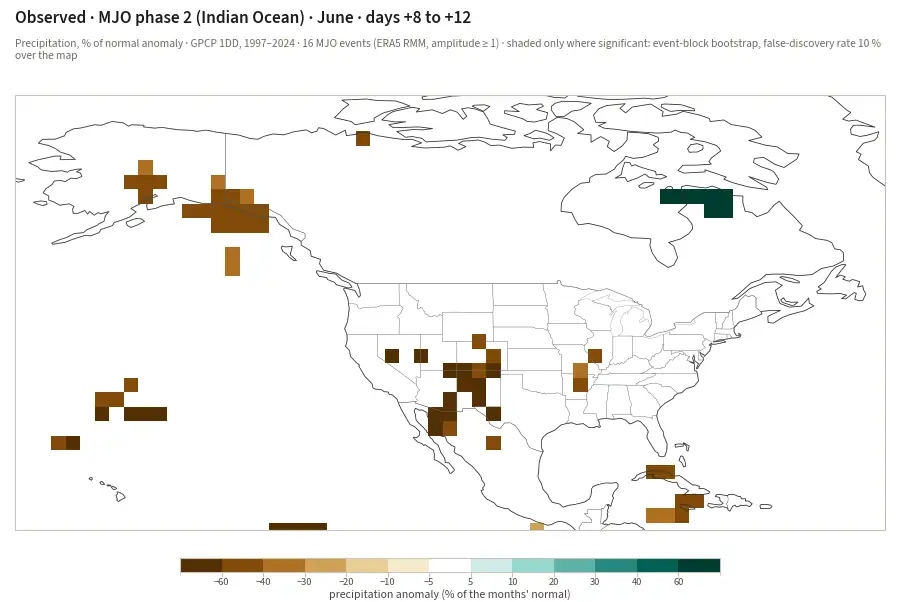 Observed · MJO phase 2 (Indian Ocean) · June · days +8 to +12
Precipitation, % of normal anomaly · GPCP 1DD, 1997–2024 · 16 MJO events (ERA5 RMM, amplitude ≥ 1) · shaded only where significant: event-block bootstrap, false-discovery rate 10 %
over the map
−60 −40 −30 −20 −10 −5 5 10 20 30 40 60
precipitation anomaly (% of the months' normal)